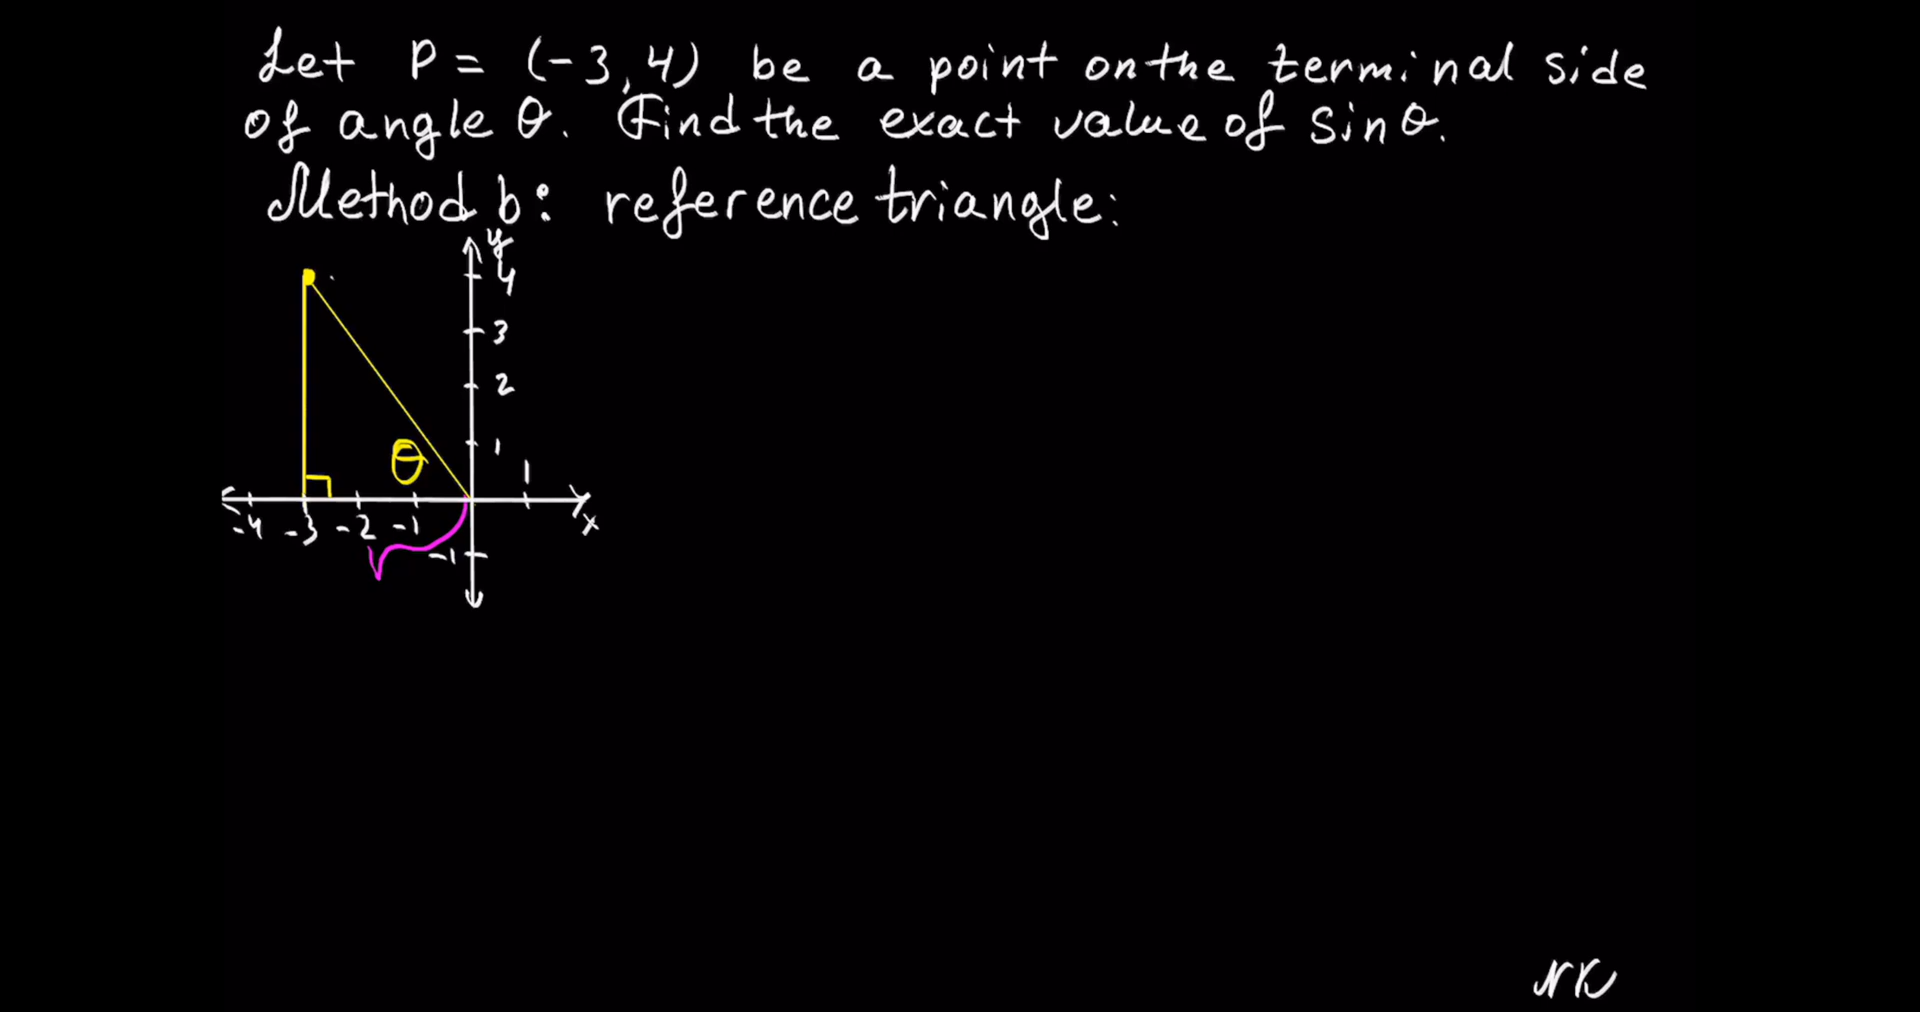 Let P = (-3,4) be a point on the terminal side
of angle θ. Find the exact value of sin θ.
Method b: reference triangle:
y
4
3
2
1
θ
1
-4 -3 -2 -1
x
-1
NK